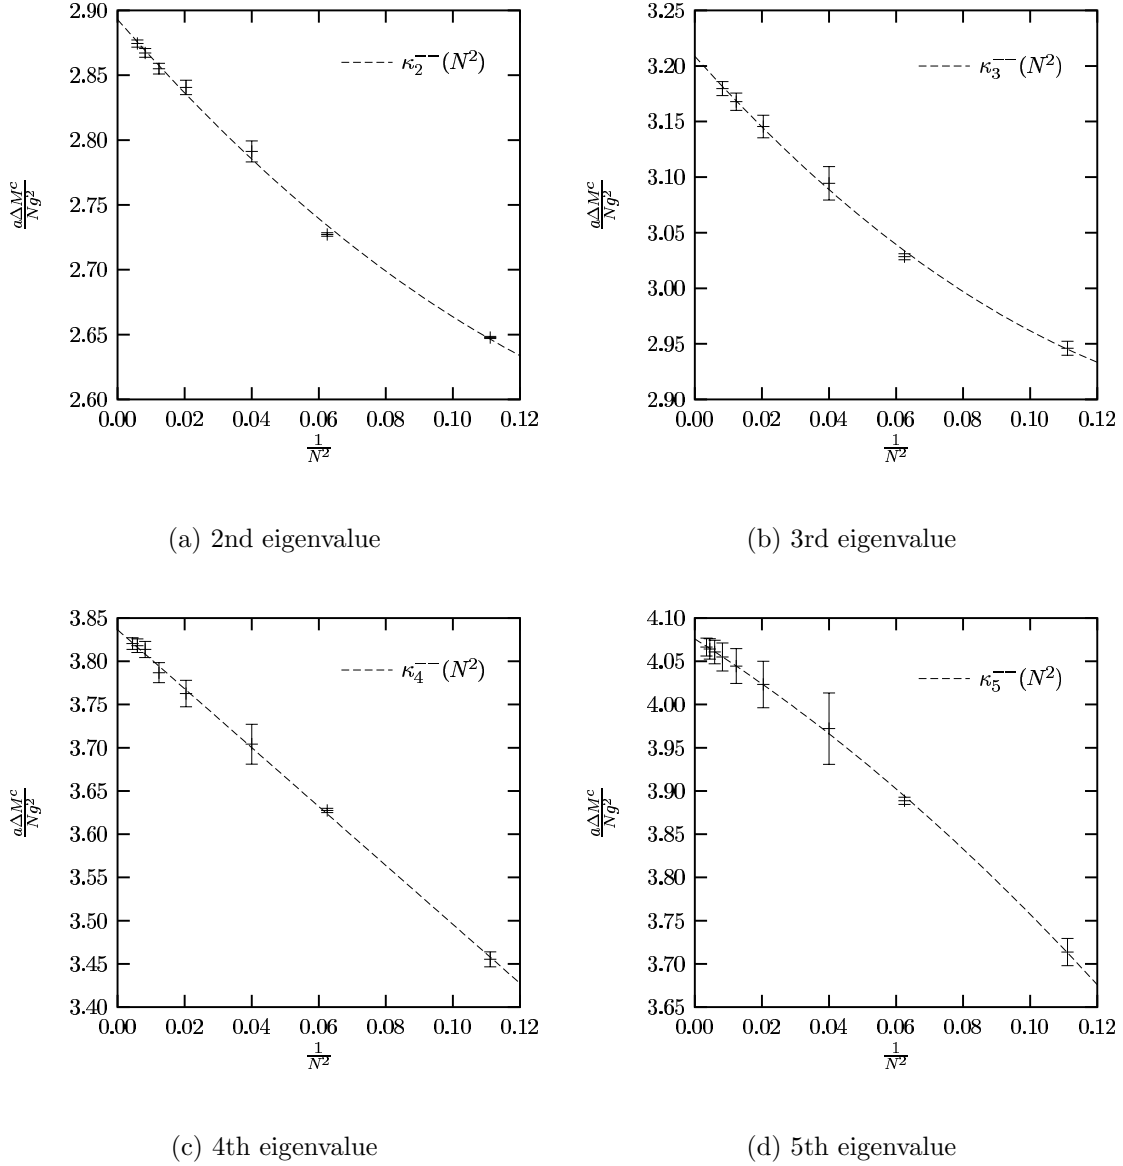 2.90
2.85
2.80
2.75
2.70
2.65
2.60
0.00 0.02 0.04 0.06 0.08 0.10 0.12
aΔM^c / Ng²
1/N²
κ₂⁻⁻(N²)
(a) 2nd eigenvalue
3.25
3.20
3.15
3.10
3.05
3.00
2.95
2.90
0.00 0.02 0.04 0.06 0.08 0.10 0.12
aΔM^c / Ng²
1/N²
κ₃⁻⁻(N²)
(b) 3rd eigenvalue
3.85
3.80
3.75
3.70
3.65
3.60
3.55
3.50
3.45
3.40
0.00 0.02 0.04 0.06 0.08 0.10 0.12
aΔM^c / Ng²
1/N²
κ₄⁻⁻(N²)
(c) 4th eigenvalue
4.10
4.05
4.00
3.95
3.90
3.85
3.80
3.75
3.70
3.65
0.00 0.02 0.04 0.06 0.08 0.10 0.12
aΔM^c / Ng²
1/N²
κ₅⁻⁻(N²)
(d) 5th eigenvalue